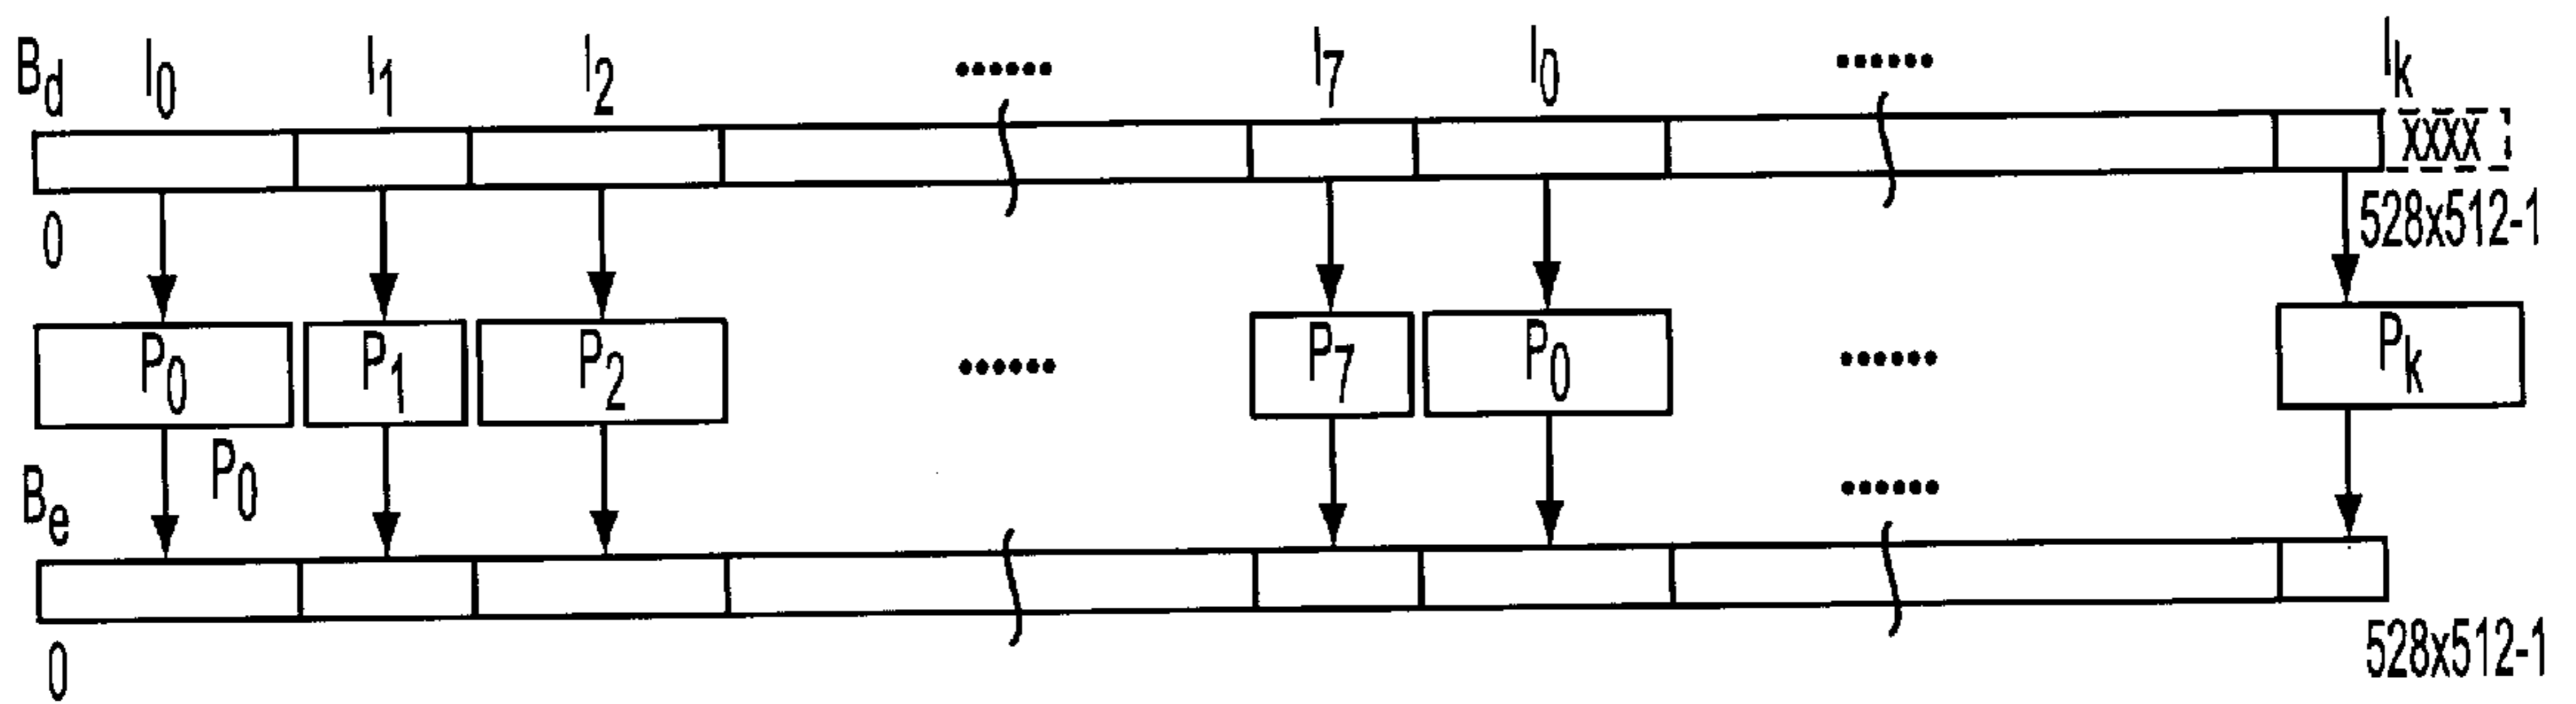 Bd I0 I1 I2 ...... I7 I0 ...... Ik
xxxx
0 528x512-1
P0 P1 P2 ...... P7 P0 ...... Pk
Be P0 ......
0 528x512-1